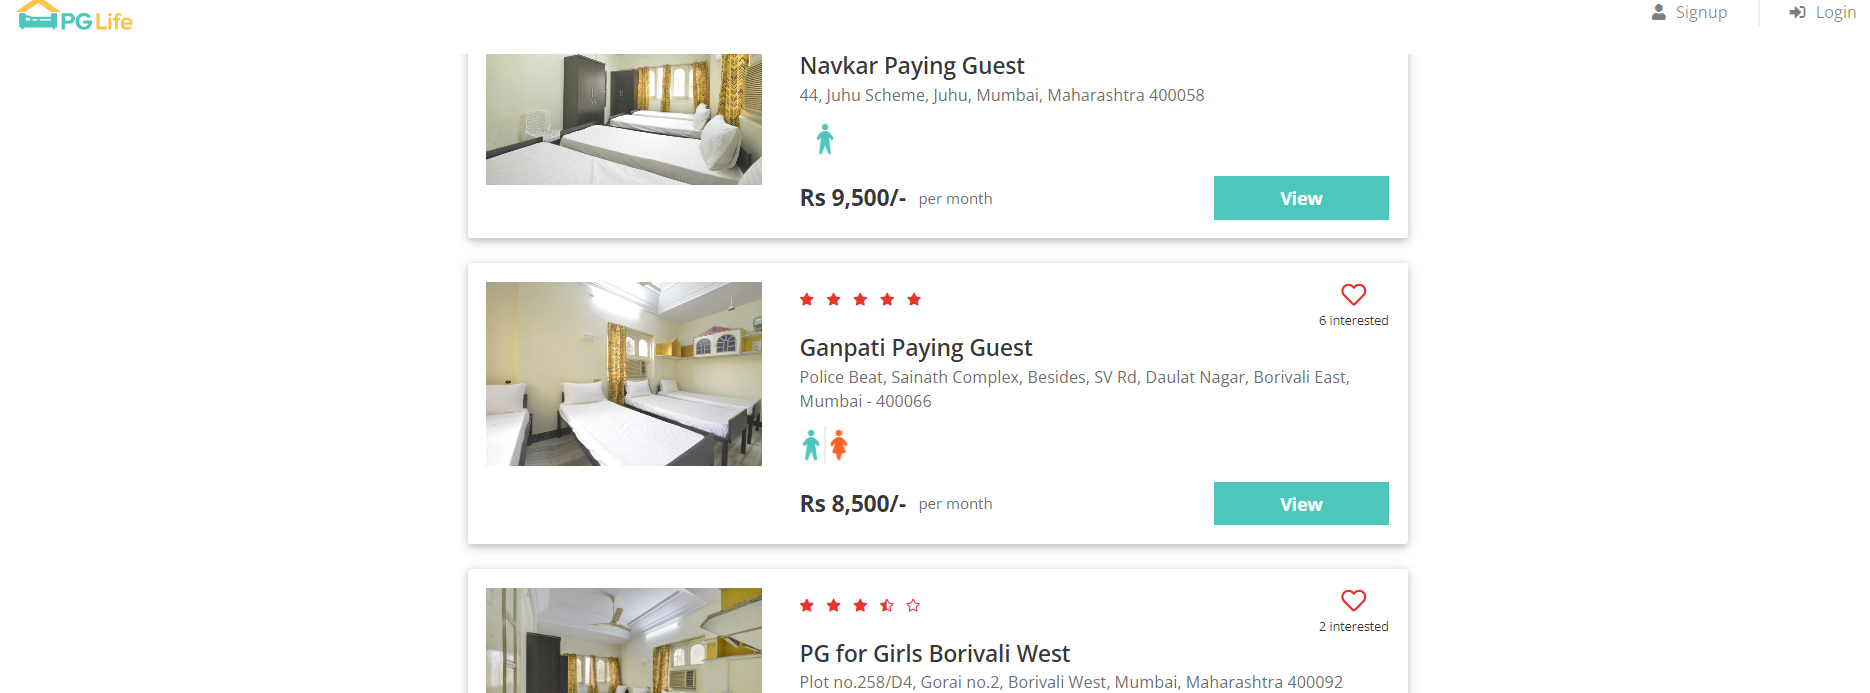 PG Life
Signup
Login
Navkar Paying Guest
44, Juhu Scheme, Juhu, Mumbai, Maharashtra 400058
Rs 9,500/- per month
View
6 interested
Ganpati Paying Guest
Police Beat, Sainath Complex, Besides, SV Rd, Daulat Nagar, Borivali East,
Mumbai - 400066
Rs 8,500/- per month
View
2 interested
PG for Girls Borivali West
Plot no.258/D4, Gorai no.2, Borivali West, Mumbai, Maharashtra 400092